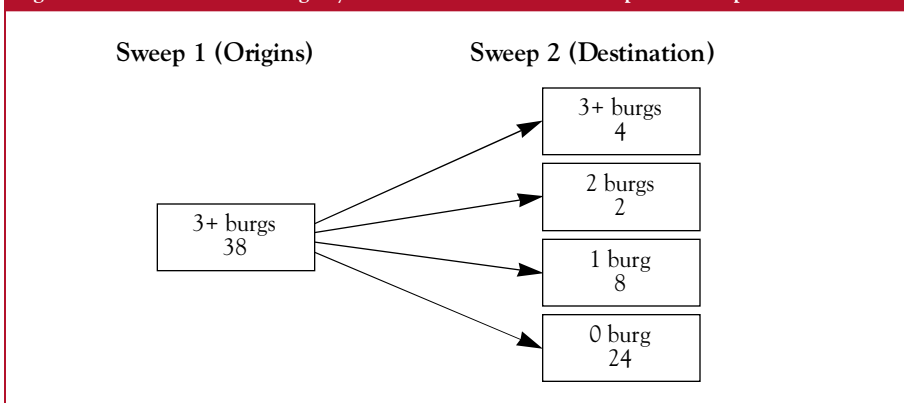 Sweep 1 (Origins)
Sweep 2 (Destination)
3+ burgs
38
3+ burgs
4
2 burgs
2
1 burg
8
0 burg
24